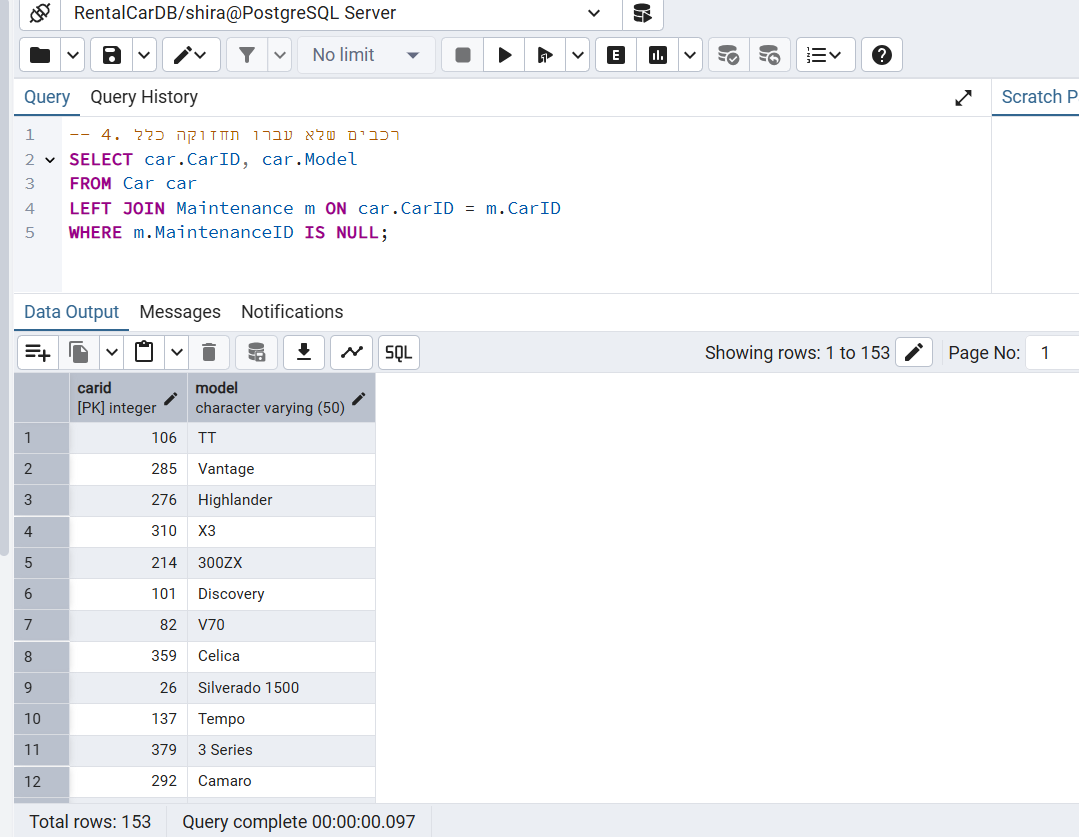 RentalCarDB/shira@PostgreSQL Server
No limit
E
Query Query History Scratch P
1 -- 4. רכבים שלא עברו תחזוקה כלל
2 SELECT car.CarID, car.Model
3 FROM Car car
4 LEFT JOIN Maintenance m ON car.CarID = m.CarID
5 WHERE m.MaintenanceID IS NULL;
Data Output Messages Notifications
SQL Showing rows: 1 to 153 Page No: 1
carid model
[PK] integer character varying (50)
1 106 TT
2 285 Vantage
3 276 Highlander
4 310 X3
5 214 300ZX
6 101 Discovery
7 82 V70
8 359 Celica
9 26 Silverado 1500
10 137 Tempo
11 379 3 Series
12 292 Camaro
Total rows: 153 Query complete 00:00:00.097